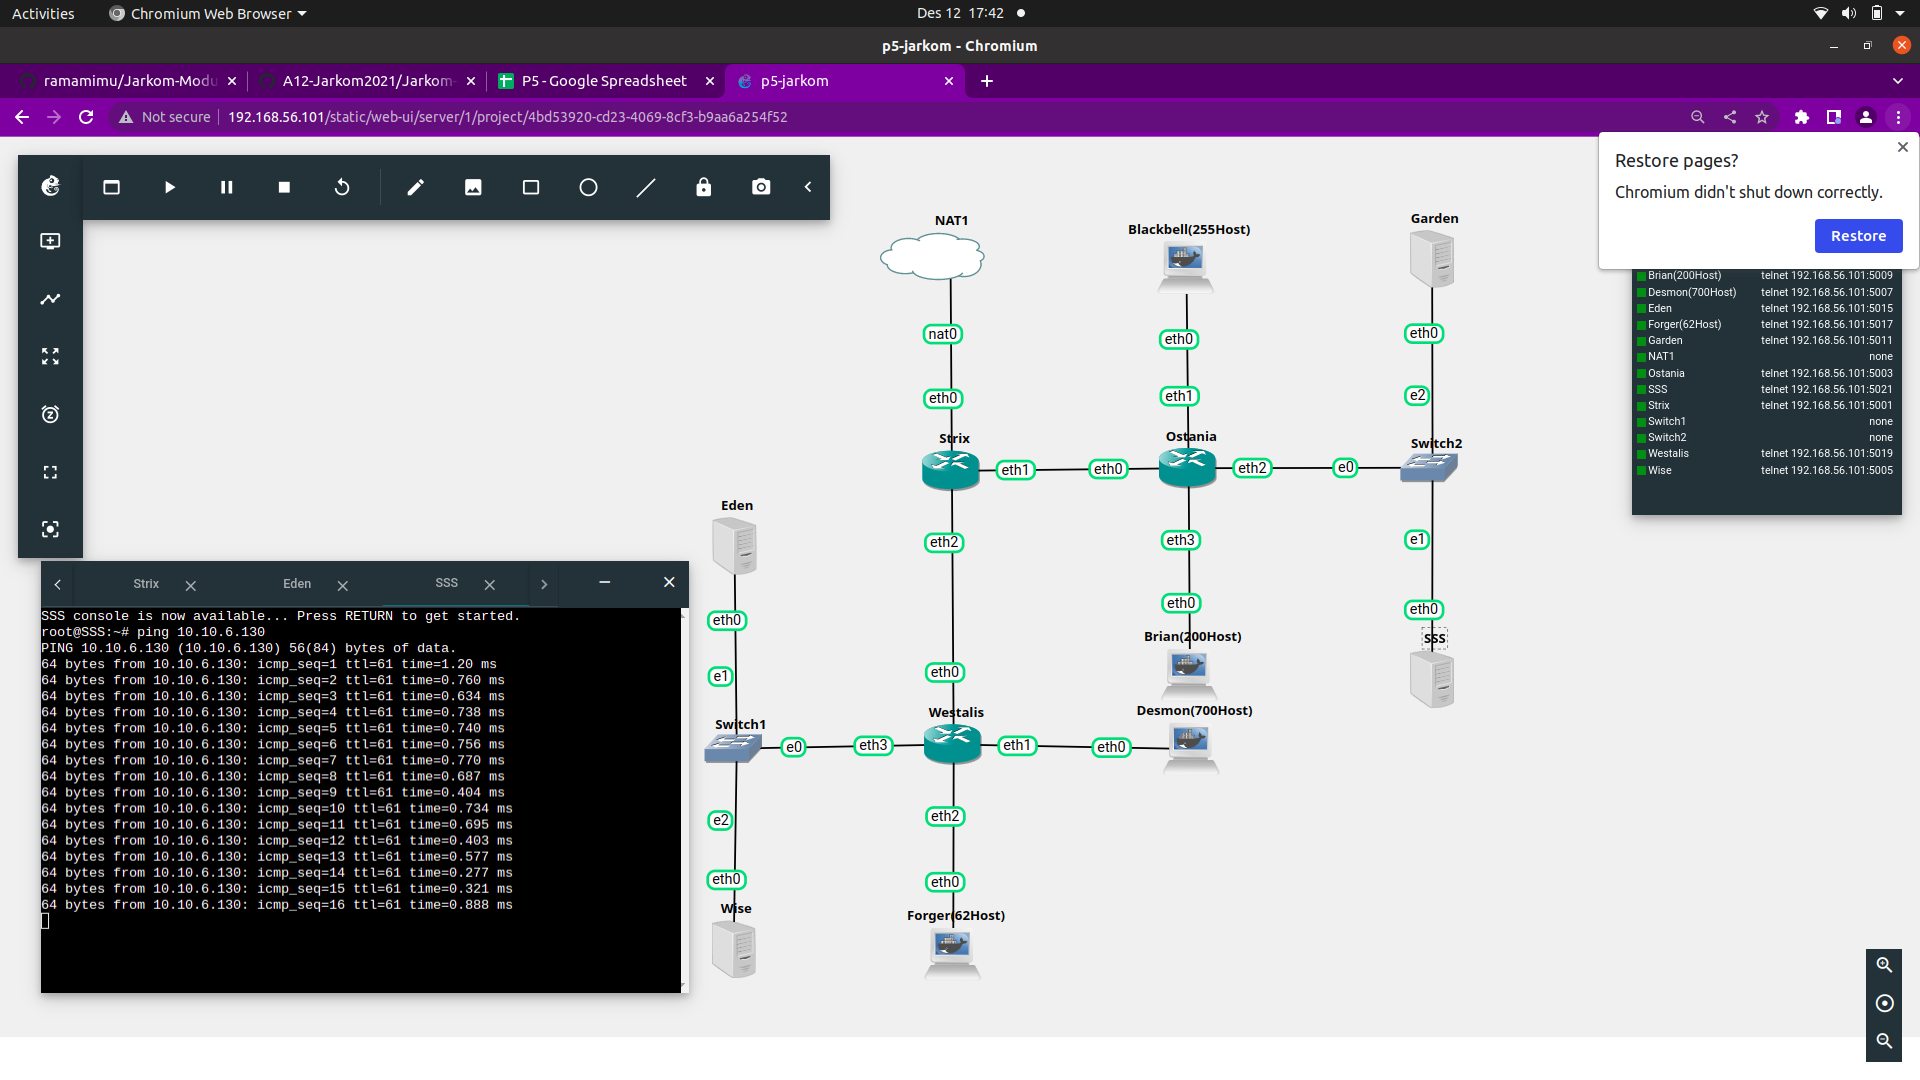 Activities
Chromium Web Browser
Des 12 17:42
p5-jarkom - Chromium
ramamimu/Jarkom-Modu
A12-Jarkom2021/Jarkom-
P5 - Google Spreadsheet
p5-jarkom
Not secure
192.168.56.101/static/web-ui/server/1/project/4bd53920-cd23-4069-8cf3-b9aa6a254f52
Restore pages?
Chromium didn't shut down correctly.
Restore
Brian(200Host) telnet 192.168.56.101:5009
Desmon(700Host) telnet 192.168.56.101:5007
Eden telnet 192.168.56.101:5015
Forger(62Host) telnet 192.168.56.101:5017
Garden telnet 192.168.56.101:5011
NAT1 none
Ostania telnet 192.168.56.101:5003
SSS telnet 192.168.56.101:5021
Strix telnet 192.168.56.101:5001
Switch1 none
Switch2 none
Westalis telnet 192.168.56.101:5019
Wise telnet 192.168.56.101:5005
NAT1
Blackbell(255Host)
Garden
nat0
eth0
eth0
eth0
eth1
e2
Strix
Ostania
Switch2
eth1
eth0
eth2
e0
Eden
eth2
eth3
e1
eth0
eth0
eth0
SSS
Brian(200Host)
e1
eth0
Westalis
Desmon(700Host)
Switch1
e0
eth3
eth1
eth0
e2
eth2
eth0
eth0
Wise
Forger(62Host)
Strix
Eden
SSS
SSS console is now available... Press RETURN to get started.
root@SSS:~# ping 10.10.6.130
PING 10.10.6.130 (10.10.6.130) 56(84) bytes of data.
64 bytes from 10.10.6.130: icmp_seq=1 ttl=61 time=1.20 ms
64 bytes from 10.10.6.130: icmp_seq=2 ttl=61 time=0.760 ms
64 bytes from 10.10.6.130: icmp_seq=3 ttl=61 time=0.634 ms
64 bytes from 10.10.6.130: icmp_seq=4 ttl=61 time=0.738 ms
64 bytes from 10.10.6.130: icmp_seq=5 ttl=61 time=0.740 ms
64 bytes from 10.10.6.130: icmp_seq=6 ttl=61 time=0.756 ms
64 bytes from 10.10.6.130: icmp_seq=7 ttl=61 time=0.770 ms
64 bytes from 10.10.6.130: icmp_seq=8 ttl=61 time=0.687 ms
64 bytes from 10.10.6.130: icmp_seq=9 ttl=61 time=0.404 ms
64 bytes from 10.10.6.130: icmp_seq=10 ttl=61 time=0.734 ms
64 bytes from 10.10.6.130: icmp_seq=11 ttl=61 time=0.695 ms
64 bytes from 10.10.6.130: icmp_seq=12 ttl=61 time=0.403 ms
64 bytes from 10.10.6.130: icmp_seq=13 ttl=61 time=0.577 ms
64 bytes from 10.10.6.130: icmp_seq=14 ttl=61 time=0.277 ms
64 bytes from 10.10.6.130: icmp_seq=15 ttl=61 time=0.321 ms
64 bytes from 10.10.6.130: icmp_seq=16 ttl=61 time=0.888 ms